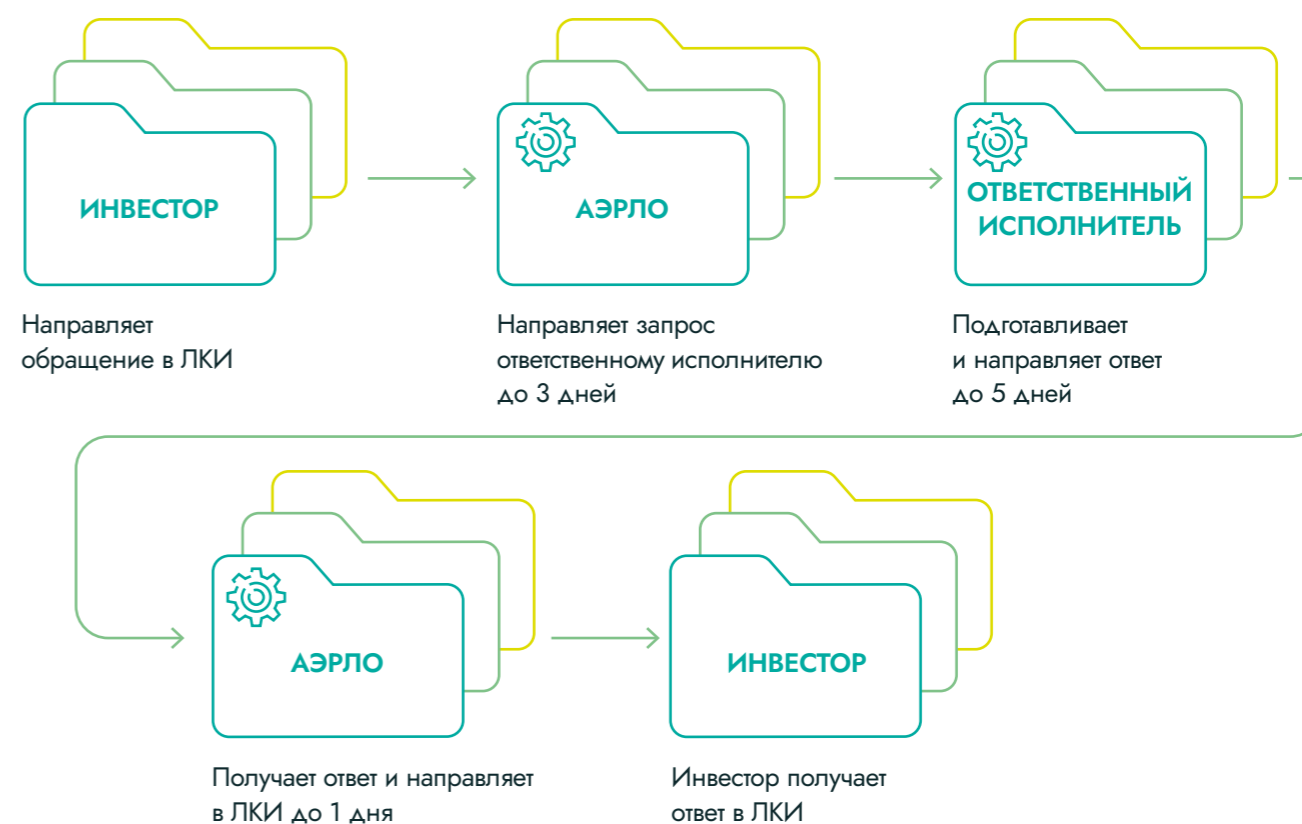 ИНВЕСТОР
Направляет
обращение в ЛКИ
АЭРЛО
Направляет запрос
ответственному исполнителю
до 3 дней
ОТВЕТСТВЕННЫЙ
ИСПОЛНИТЕЛЬ
Подготавливает
и направляет ответ
до 5 дней
АЭРЛО
Получает ответ и направляет
в ЛКИ до 1 дня
ИНВЕСТОР
Инвестор получает
ответ в ЛКИ